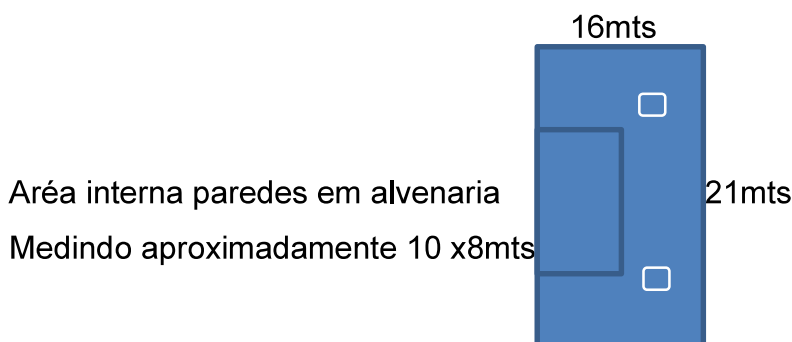 16mts
Aréa interna paredes em alvenaria
21mts
Medindo aproximadamente 10 x8mts